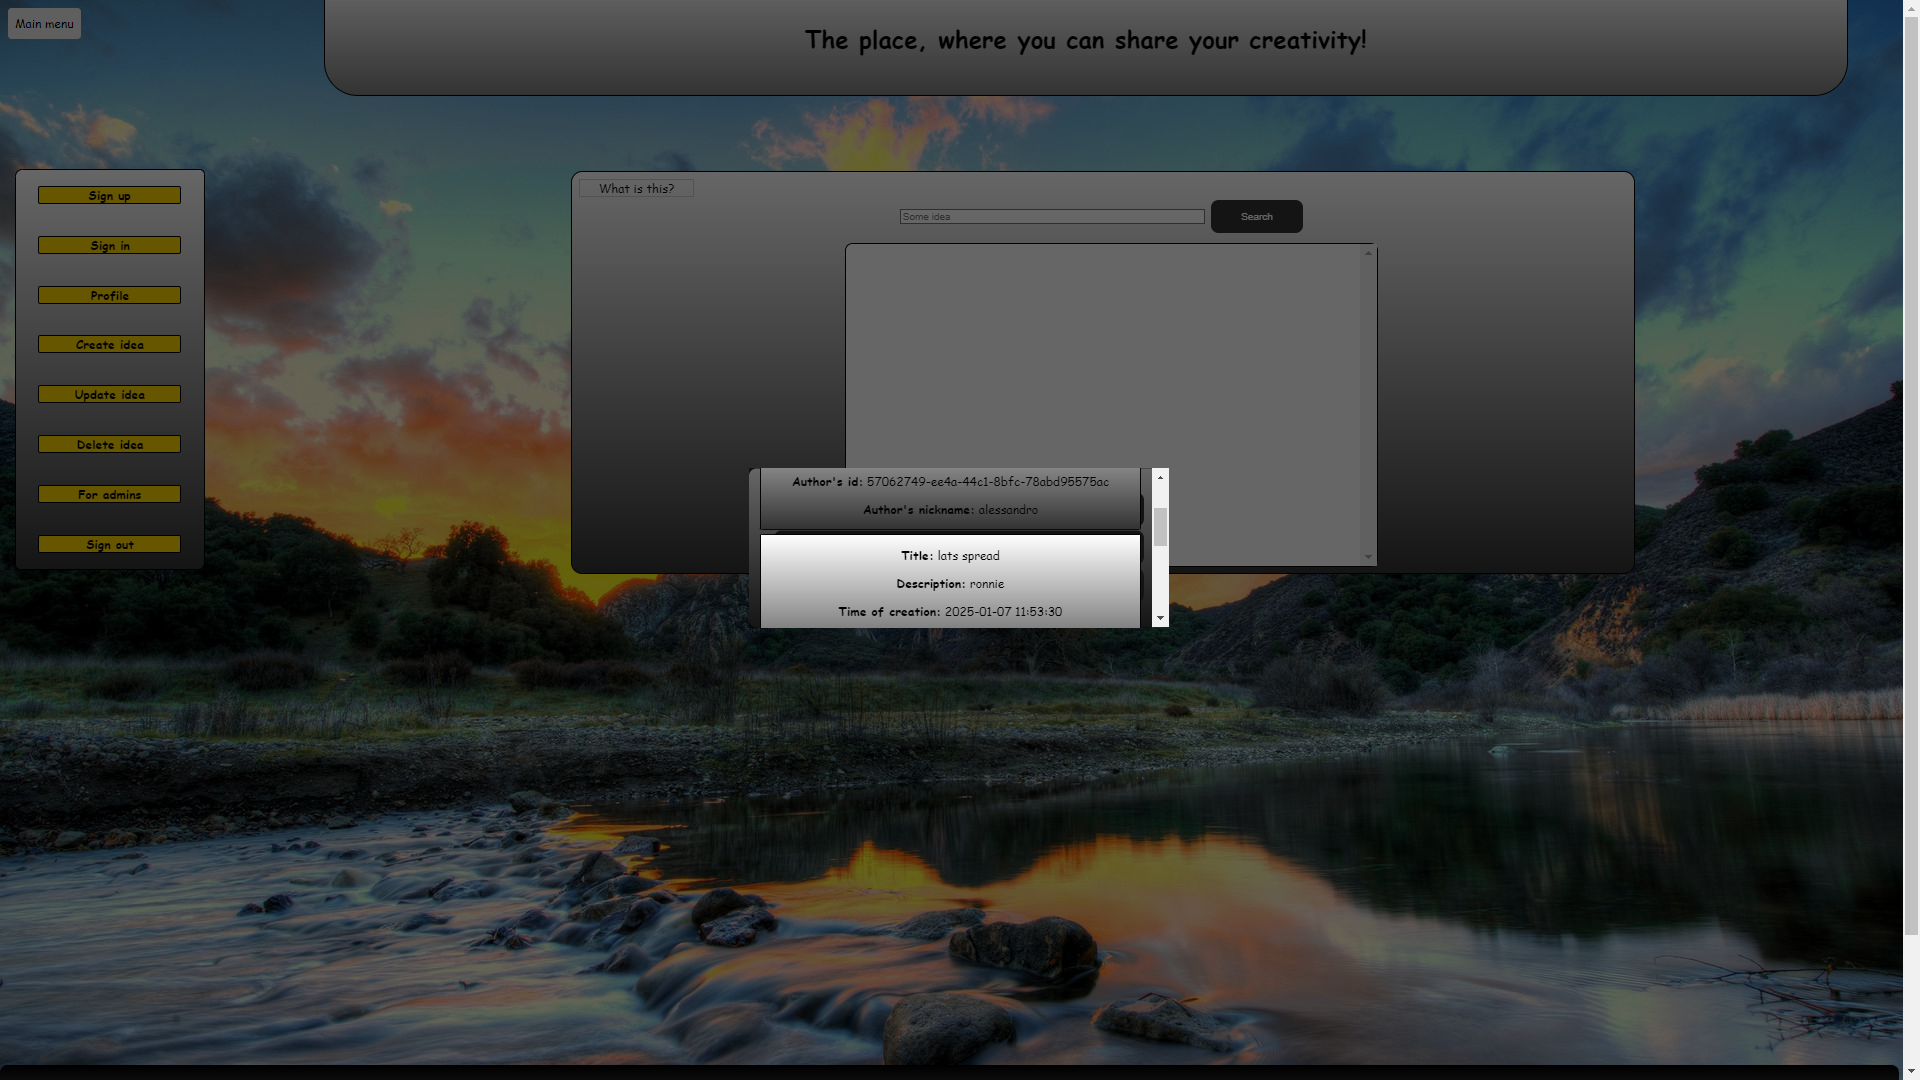 Main menu
The place, where you can share your creativity!
Sign up
Sign in
Profile
Create idea
Update idea
Delete idea
For admins
Sign out
What is this?
Some idea
Search
Author's id: 57062749-ee4a-44c1-8bfc-78abd95575ac
Author's nickname: alessandro
Title: lats spread
Description: ronnie
Time of creation: 2025-01-07 11:53:30